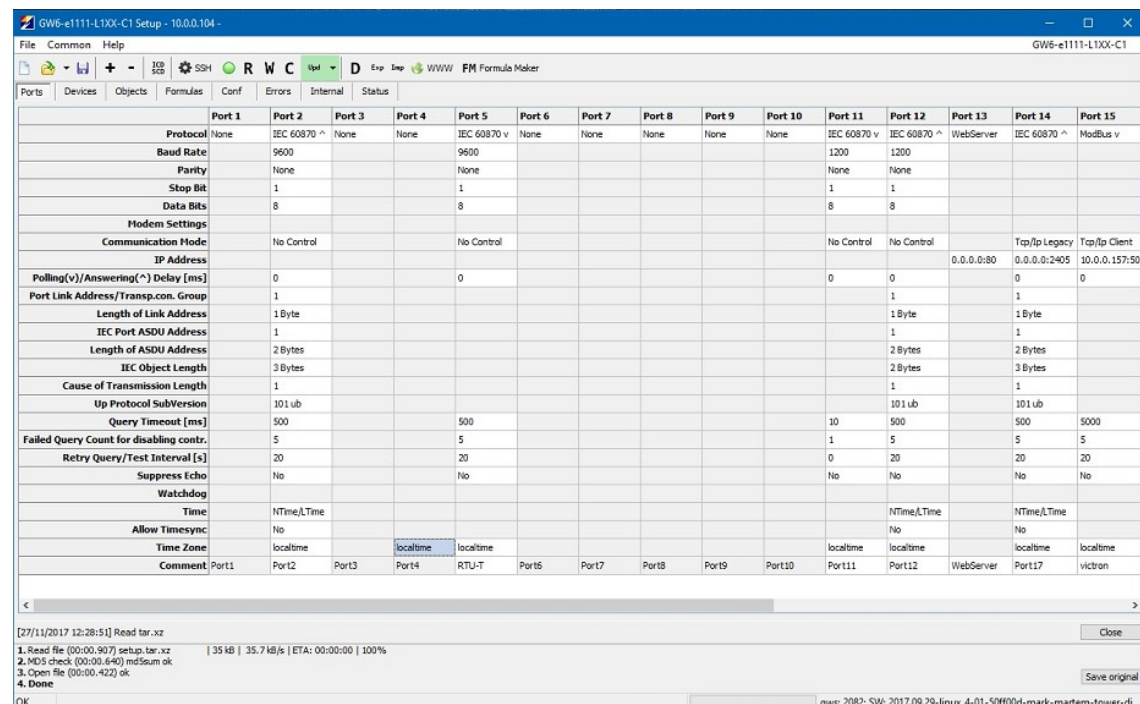 GW6-e1111-L1XX-C1 Setup - 10.0.0.104 -
File Common Help GW6-e1111-L1XX-C1
+ - ICD SCD SSH R W C Upd D Exp Imp WWW FM Formula Maker
Ports Devices Objects Formulas Conf Errors Internal Status
Port 1 Port 2 Port 3 Port 4 Port 5 Port 6 Port 7 Port 8 Port 9 Port 10 Port 11 Port 12 Port 13 Port 14 Port 15
Protocol None IEC 60870 ^ None None IEC 60870 v None None None None None IEC 60870 v IEC 60870 ^ WebServer IEC 60870 ^ ModBus v
Baud Rate 9600 9600 1200 1200
Parity None None None None
Stop Bit 1 1 1 1
Data Bits 8 8 8 8
Modem Settings
Communication Mode No Control No Control No Control No Control Tcp/Ip Legacy Tcp/Ip Client
IP Address 0.0.0.0:80 0.0.0.0:2405 10.0.0.157:50
Polling(v)/Answering(^) Delay [ms] 0 0 0 0 0 0
Port Link Address/Transp.con. Group 1 1 1
Length of Link Address 1 Byte 1 Byte 1 Byte
IEC Port ASDU Address 1 1 1
Length of ASDU Address 2 Bytes 2 Bytes 2 Bytes
IEC Object Length 3 Bytes 2 Bytes 3 Bytes
Cause of Transmission Length 1 1 1
Up Protocol SubVersion 101 ub 101 ub 101 ub
Query Timeout [ms] 500 500 10 500 500 5000
Failed Query Count for disabling contr. 5 5 1 5 5 5
Retry Query/Test Interval [s] 20 20 0 20 20 20
Suppress Echo No No No No No No
Watchdog
Time NTime/LTime NTime/LTime NTime/LTime
Allow Timesync No No No
Time Zone localtime localtime localtime localtime localtime localtime localtime
Comment Port1 Port2 Port3 Port4 RTU-T Port6 Port7 Port8 Port9 Port10 Port11 Port12 WebServer Port17 victron
[27/11/2017 12:28:51] Read tar.xz Close
1. Read file (00:00.907) setup.tar.xz | 35 kB | 35.7 kB/s | ETA: 00:00:00 | 100%
2. MD5 check (00:00.640) md5sum ok
3. Open file (00:00.422) ok
4. Done Save original
OK gws: 2082; SW: 2017.09.29-linux_4-01-50ff00d-mark-martem-tower-di